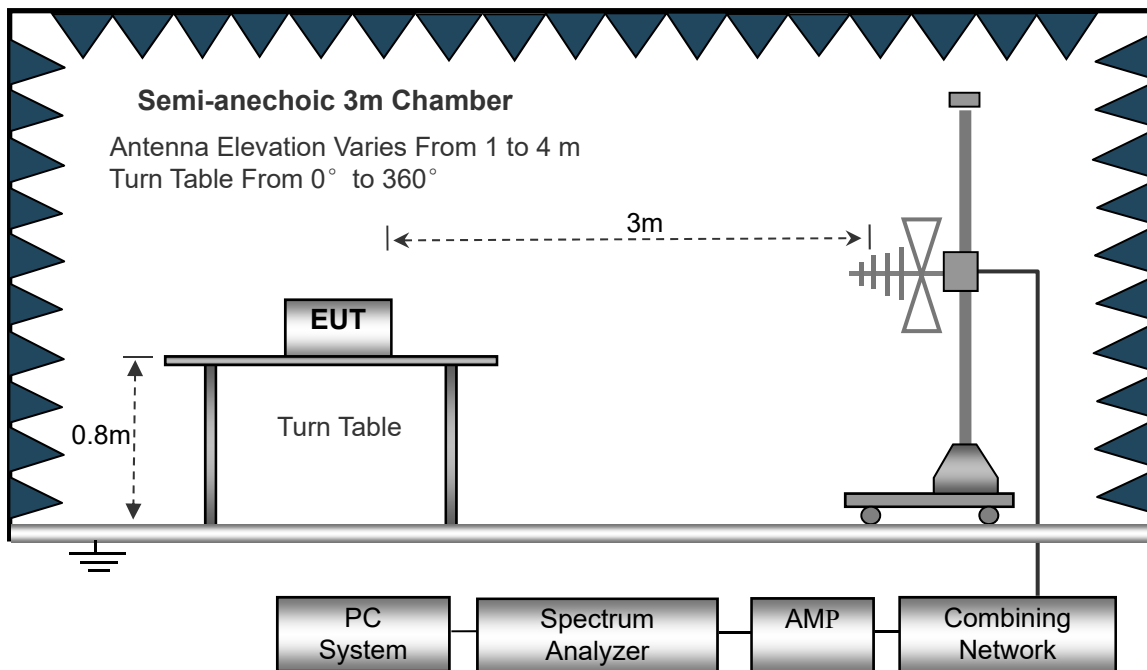 Semi-anechoic 3m Chamber
Antenna Elevation Varies From 1 to 4 m
Turn Table From 0° to 360°
3m
EUT
0.8m
Turn Table
PC
System
Spectrum
Analyzer
AMP
Combining
Network